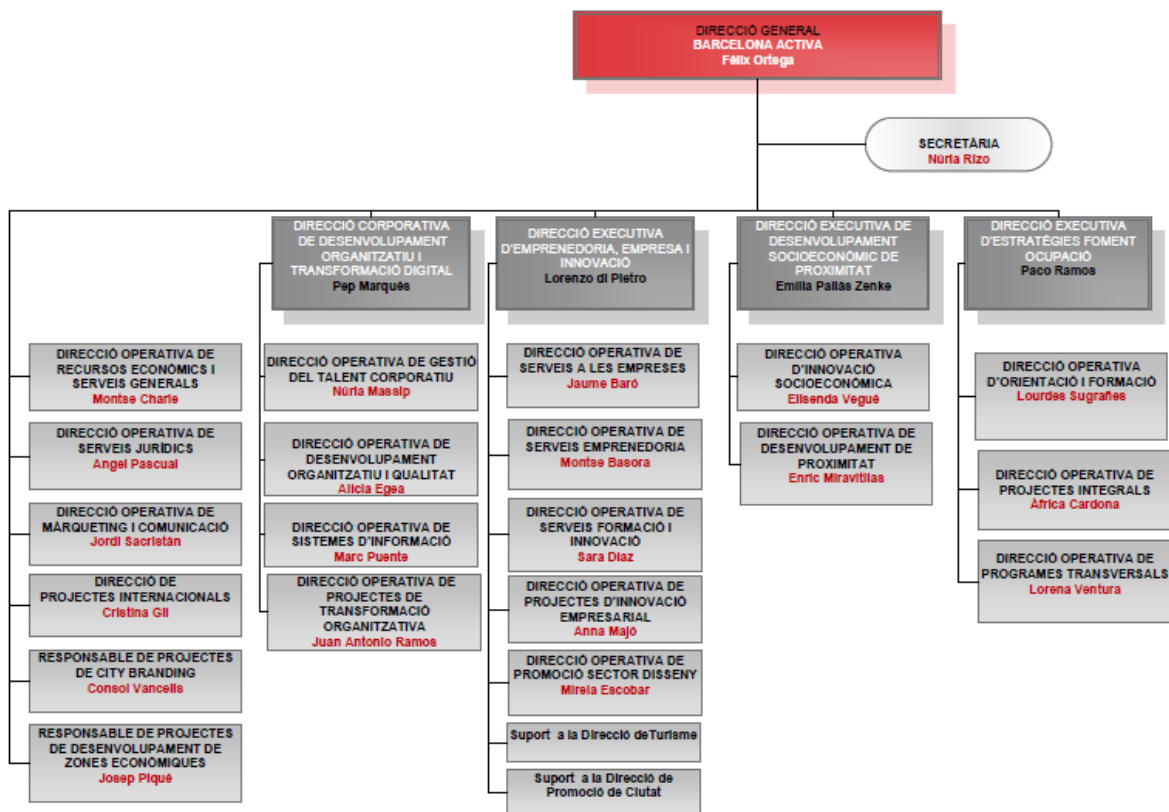 DIRECCIÓ GENERAL
BARCELONA ACTIVA
Fèlix Ortega
SECRETÀRIA
Núria Rizo
DIRECCIÓ CORPORATIVA
DE DESENVOLUPAMENT
ORGANITZATIU I
TRANSFORMACIÓ DIGITAL
Pep Marquès
DIRECCIÓ EXECUTIVA
D'EMPRENEDORIA, EMPRESA I
INNOVACIÓ
Lorenzo di Pietro
DIRECCIÓ EXECUTIVA DE
DESENVOLUPAMENT
SOCIOECONÒMIC DE
PROXIMITAT
Emilia Pallàs Zenke
DIRECCIÓ EXECUTIVA
D'ESTRATÈGIES FOMENT
OCUPACIÓ
Paco Ramos
DIRECCIÓ OPERATIVA DE
RECURSOS ECONÒMICS I
SERVEIS GENERALS
Montse Charle
DIRECCIÓ OPERATIVA DE
SERVEIS JURÍDICS
Angel Pascual
DIRECCIÓ OPERATIVA DE
MÀRQUETING I COMUNICACIÓ
Jordi Sacristán
DIRECCIÓ DE
PROJECTES INTERNACIONALS
Cristina Gil
RESPONSABLE DE PROJECTES
DE CITY BRANDING
Consol Vancells
RESPONSABLE DE PROJECTES
DE DESENVOLUPAMENT DE
ZONES ECONÒMIQUES
Josep Piqué
DIRECCIÓ OPERATIVA DE GESTIÓ
DEL TALENT CORPORATIU
Núria Massip
DIRECCIÓ OPERATIVA DE
DESENVOLUPAMENT
ORGANITZATIU I QUALITAT
Alicia Egea
DIRECCIÓ OPERATIVA DE
SISTEMES D'INFORMACIÓ
Marc Puente
DIRECCIÓ OPERATIVA DE
PROJECTES DE
TRANSFORMACIÓ
ORGANITZATIVA
Juan Antonio Ramos
DIRECCIÓ OPERATIVA DE
SERVEIS A LES EMPRESES
Jaume Baró
DIRECCIÓ OPERATIVA DE
SERVEIS EMPRENEDORIA
Montse Basora
DIRECCIÓ OPERATIVA DE
SERVEIS FORMACIÓ I
INNOVACIÓ
Sara Diaz
DIRECCIÓ OPERATIVA DE
PROJECTES D'INNOVACIÓ
EMPRESARIAL
Anna Majó
DIRECCIÓ OPERATIVA DE
PROMOCIÓ SECTOR DISSENY
Mireia Escobar
Suport a la Direcció deTurisme
Suport a la Direcció de
Promoció de Ciutat
DIRECCIÓ OPERATIVA
D'INNOVACIÓ
SOCIOECONÒMICA
Elisenda Vegué
DIRECCIÓ OPERATIVA DE
DESENVOLUPAMENT DE
PROXIMITAT
Enric Miravitllas
DIRECCIÓ OPERATIVA
D'ORIENTACIÓ I FORMACIÓ
Lourdes Sugrañes
DIRECCIÓ OPERATIVA DE
PROJECTES INTEGRALS
Àfrica Cardona
DIRECCIÓ OPERATIVA DE
PROGRAMES TRANSVERSALS
Lorena Ventura